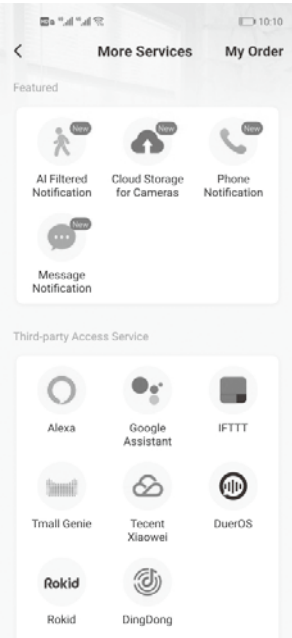 10:10
More Services
My Order
Featured
New
New
New
AI Filtered
Notification
Cloud Storage
for Cameras
Phone
Notification
New
Message
Notification
Third-party Access Service
Alexa
Google
Assistant
IFTTT
Tmall Genie
Tecent
Xiaowei
DuerOS
Rokid
Rokid
DingDong